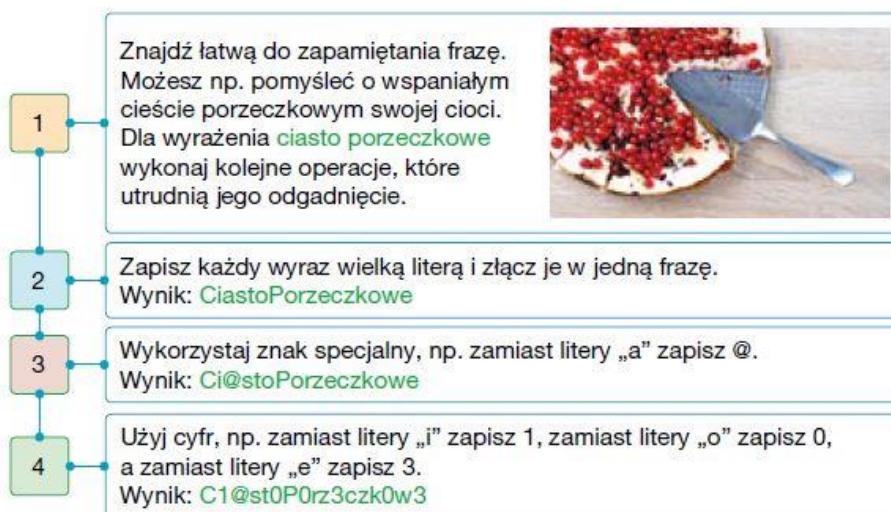 1
Znajdź łatwą do zapamiętania frazę.
Możesz np. pomyśleć o wspaniałym
cieście porzeczkowym swojej cioci.
Dla wyrażenia ciasto porzeczkowe
wykonaj kolejne operacje, które
utrudnią jego odgadnięcie.
2
Zapisz każdy wyraz wielką literą i złącz je w jedną frazę.
Wynik: CiastoPorzeczkowe
3
Wykorzystaj znak specjalny, np. zamiast litery „a” zapisz @.
Wynik: Ci@stoPorzeczkowe
4
Użyj cyfr, np. zamiast litery „i” zapisz 1, zamiast litery „o” zapisz 0,
a zamiast litery „e” zapisz 3.
Wynik: C1@st0P0rz3czk0w3